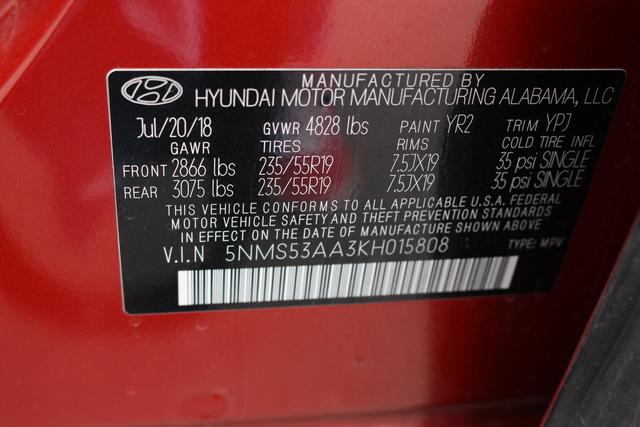 MANUFACTURED BY
HYUNDAI MOTOR MANUFACTURING ALABAMA, LLC
Jul/20/18 GVWR 4828 lbs PAINT YR2 TRIM YPJ
GAWR TIRES RIMS COLD TIRE INFL
FRONT 2866 lbs 235/55R19 7.5JX19 35 psi SINGLE
REAR 3075 lbs 235/55R19 7.5JX19 35 psi SINGLE
THIS VEHICLE CONFORMS TO ALL APPLICABLE U.S.A. FEDERAL
MOTOR VEHICLE SAFETY AND THEFT PREVENTION STANDARDS
IN EFFECT ON THE DATE OF MANUFACTURE SHOWN ABOVE
V.I.N 5NMS53AA3KH015808 TYPE: MPV